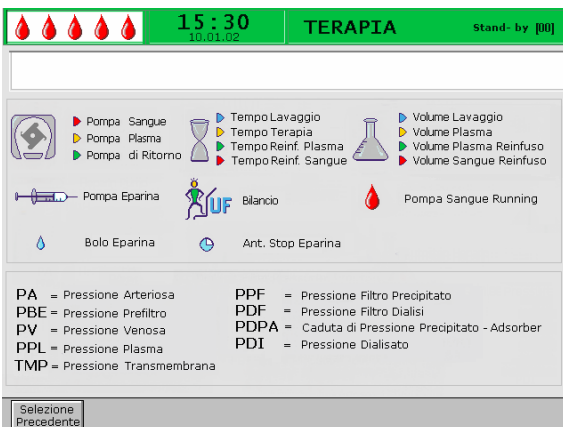 15:30
10.01.02
TERAPIA
Stand- by [00]
Pompa Sangue
Pompa Plasma
Pompa di Ritorno
Tempo Lavaggio
Tempo Terapia
Tempo Reinf. Plasma
Tempo Reinf. Sangue
Volume Lavaggio
Volume Plasma
Volume Plasma Reinfuso
Volume Sangue Reinfuso
Pompa Eparina
UF Bilancio
Pompa Sangue Running
Bolo Eparina
Ant. Stop Eparina
PA = Pressione Arteriosa
PBE = Pressione Prefiltro
PV = Pressione Venosa
PPL = Pressione Plasma
TMP = Pressione Transmembrana
PPF = Pressione Filtro Precipitato
PDF = Pressione Filtro Dialisi
PDPA = Caduta di Pressione Precipitato - Adsorber
PDI = Pressione Dialisato
Selezione
Precedente